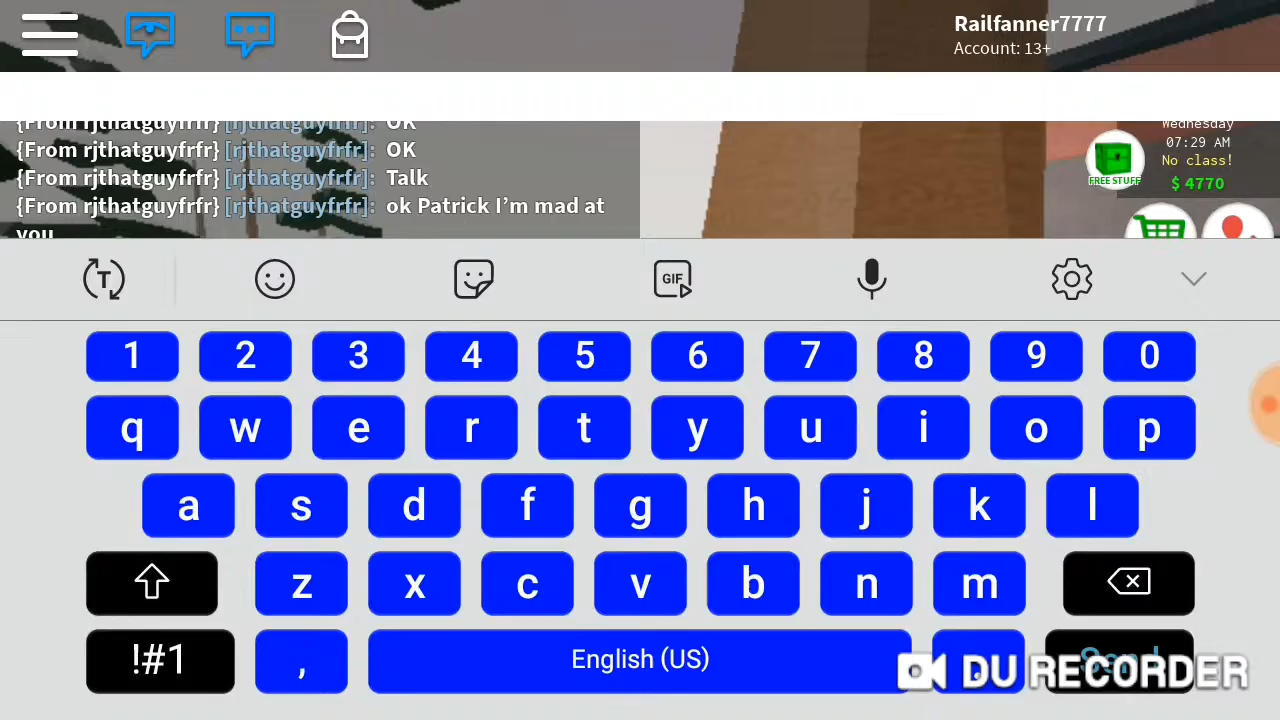 Railfanner7777
Account: 13+
{From rjthatguyfrfr} [rjthatguyfrfr]: OK
{From rjthatguyfrfr} [rjthatguyfrfr]: OK
{From rjthatguyfrfr} [rjthatguyfrfr]: Talk
{From rjthatguyfrfr} [rjthatguyfrfr]: ok Patrick I'm mad at
you
Wednesday
07:29 AM
No class!
$ 4770
FREE STUFF
T
GIF
1 2 3 4 5 6 7 8 9 0
q w e r t y u i o p
a s d f g h j k l
z x c v b n m
!#1 , English (US) Send
DU RECORDER